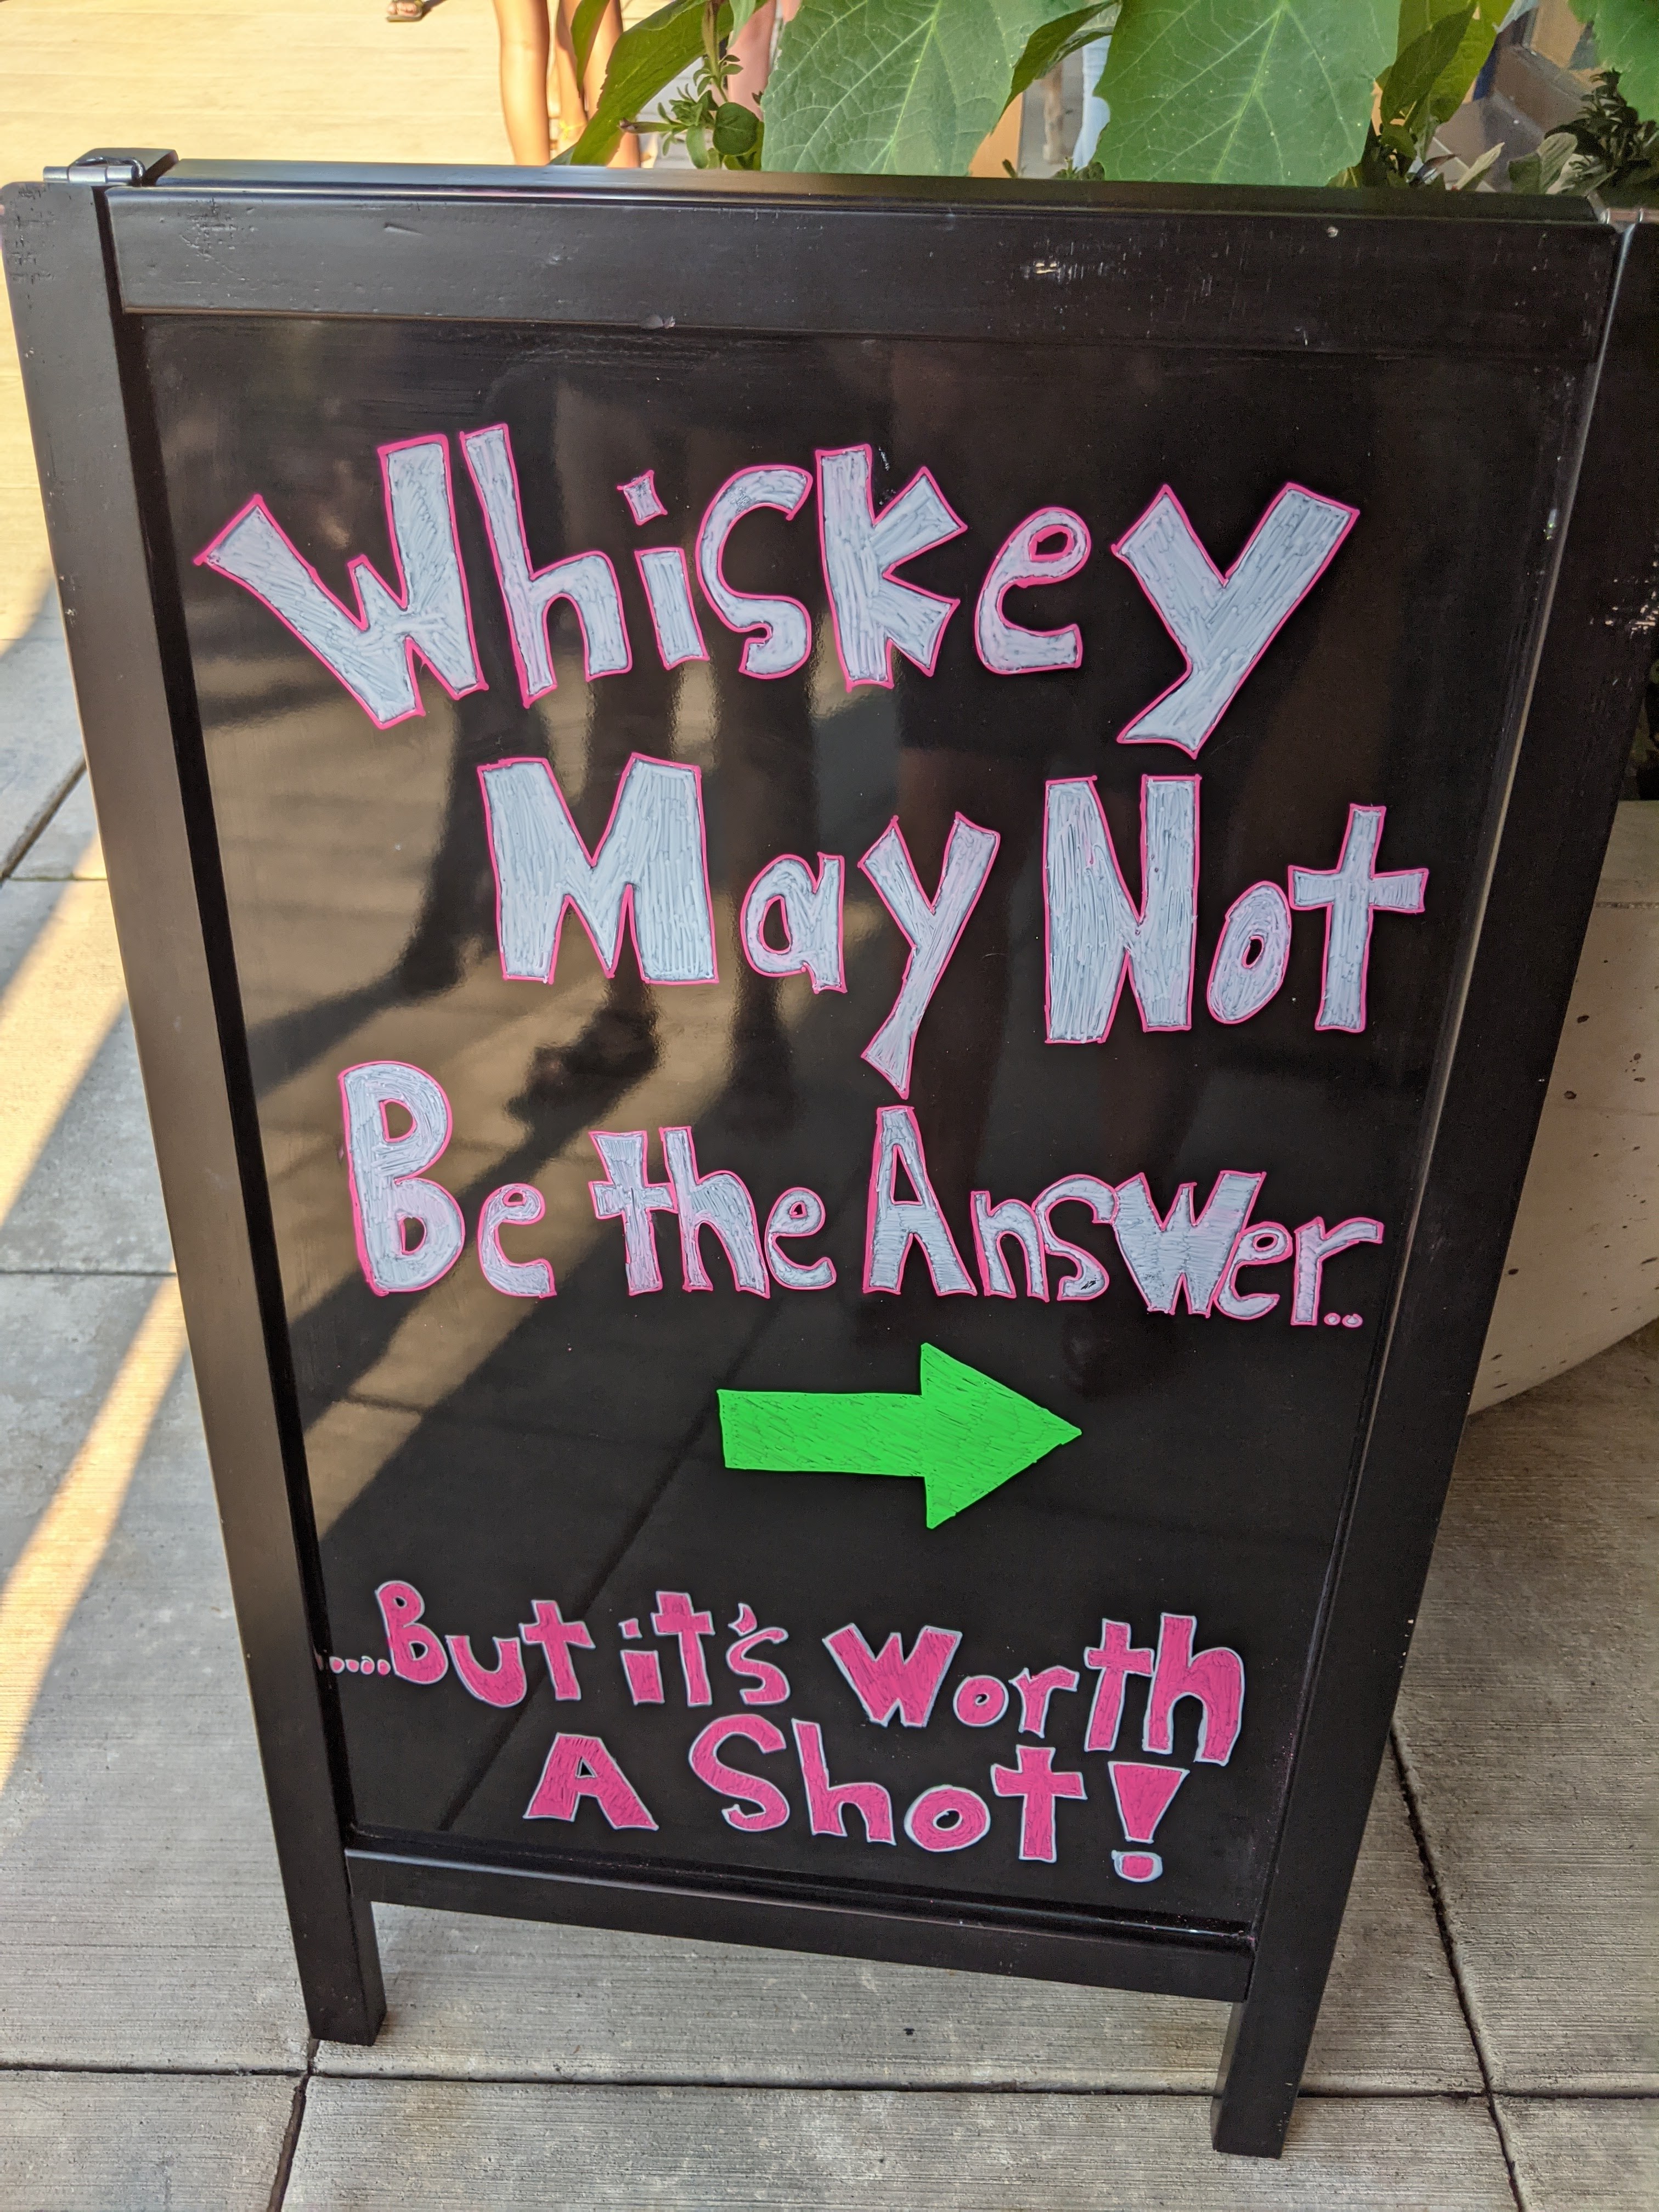 Whiskey
May Not
Be the Answer..
....But it's Worth
A Shot!